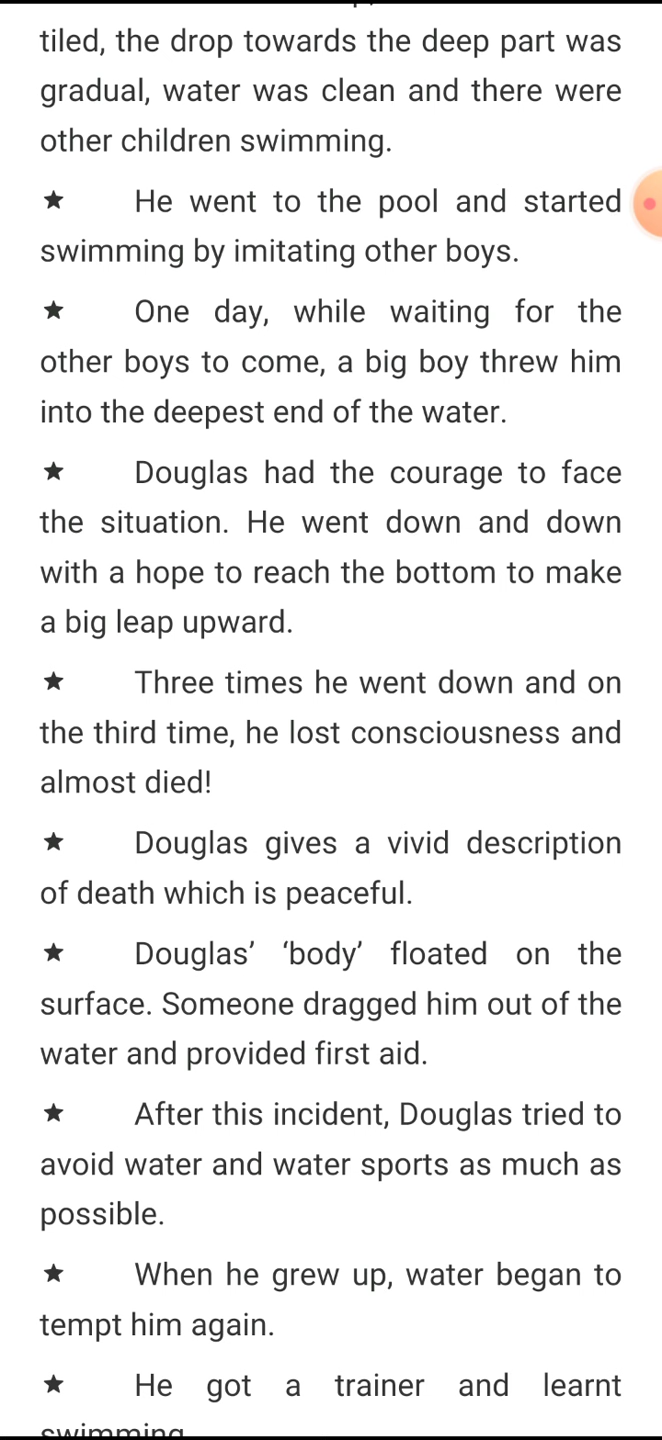 tiled, the drop towards the deep part was
gradual, water was clean and there were
other children swimming.
★ He went to the pool and started
swimming by imitating other boys.
★ One day, while waiting for the
other boys to come, a big boy threw him
into the deepest end of the water.
★ Douglas had the courage to face
the situation. He went down and down
with a hope to reach the bottom to make
a big leap upward.
★ Three times he went down and on
the third time, he lost consciousness and
almost died!
★ Douglas gives a vivid description
of death which is peaceful.
★ Douglas’ ‘body’ floated on the
surface. Someone dragged him out of the
water and provided first aid.
★ After this incident, Douglas tried to
avoid water and water sports as much as
possible.
★ When he grew up, water began to
tempt him again.
★ He got a trainer and learnt
swimming